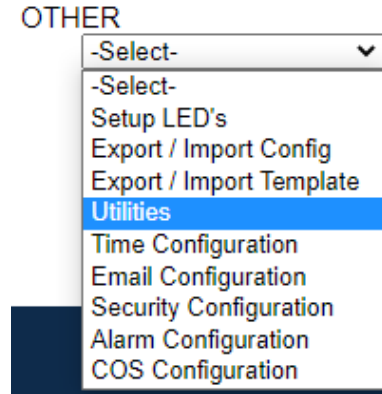 OTHER
-Select-
-Select-
Setup LED's
Export / Import Config
Export / Import Template
Utilities
Time Configuration
Email Configuration
Security Configuration
Alarm Configuration
COS Configuration